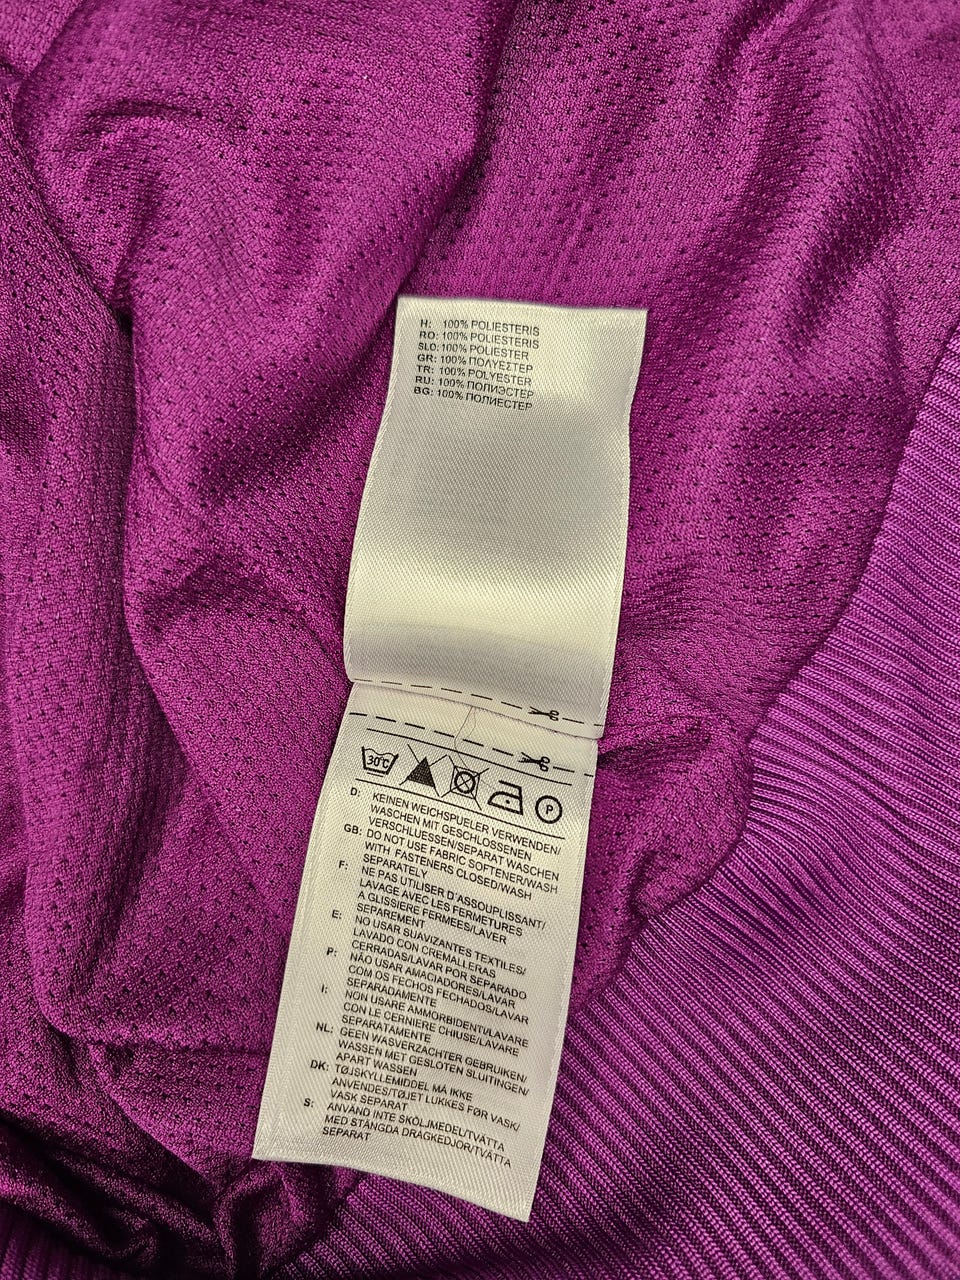 H: 100% POLIESTERIS
RO: 100% POLIESTERIS
SLO: 100% POLIESTER
GR: 100% ΠΟΛΥΕΣΤΕΡ
TR: 100% POLYESTER
RU: 100% ПОЛИЭСТЕР
BG: 100% ПОЛИЕСТЕР
30°C
P
D: KEINEN WEICHSPUELER VERWENDEN/
WASCHEN MIT GESCHLOSSENEN
VERSCHLUESSEN/SEPARAT WASCHEN
GB: DO NOT USE FABRIC SOFTENER/WASH
WITH FASTENERS CLOSED/WASH
SEPARATELY
F: NE PAS UTILISER D'ASSOUPLISSANT/
LAVAGE AVEC LES FERMETURES
A GLISSIERE FERMEES/LAVER
SEPAREMENT
E: NO USAR SUAVIZANTES TEXTILES/
LAVADO CON CREMALLERAS
CERRADAS/LAVAR POR SEPARADO
P: NÃO USAR AMACIADORES/LAVAR
COM OS FECHOS FECHADOS/LAVAR
SEPARADAMENTE
I: NON USARE AMMORBIDENTI/LAVARE
CON LE CERNIERE CHIUSE/LAVARE
SEPARATAMENTE
NL: GEEN WASVERZACHTER GEBRUIKEN/
WASSEN MET GESLOTEN SLUITINGEN/
APART WASSEN
DK: TØJSKYLLEMIDDEL MÅ IKKE
ANVENDES/TØJET LUKKES FØR VASK/
VASK SEPARAT
S: ANVÄND INTE SKÖLJMEDEL/TVÄTTA
MED STÄNGDA DRAGKEDJOR/TVÄTTA
SEPARAT